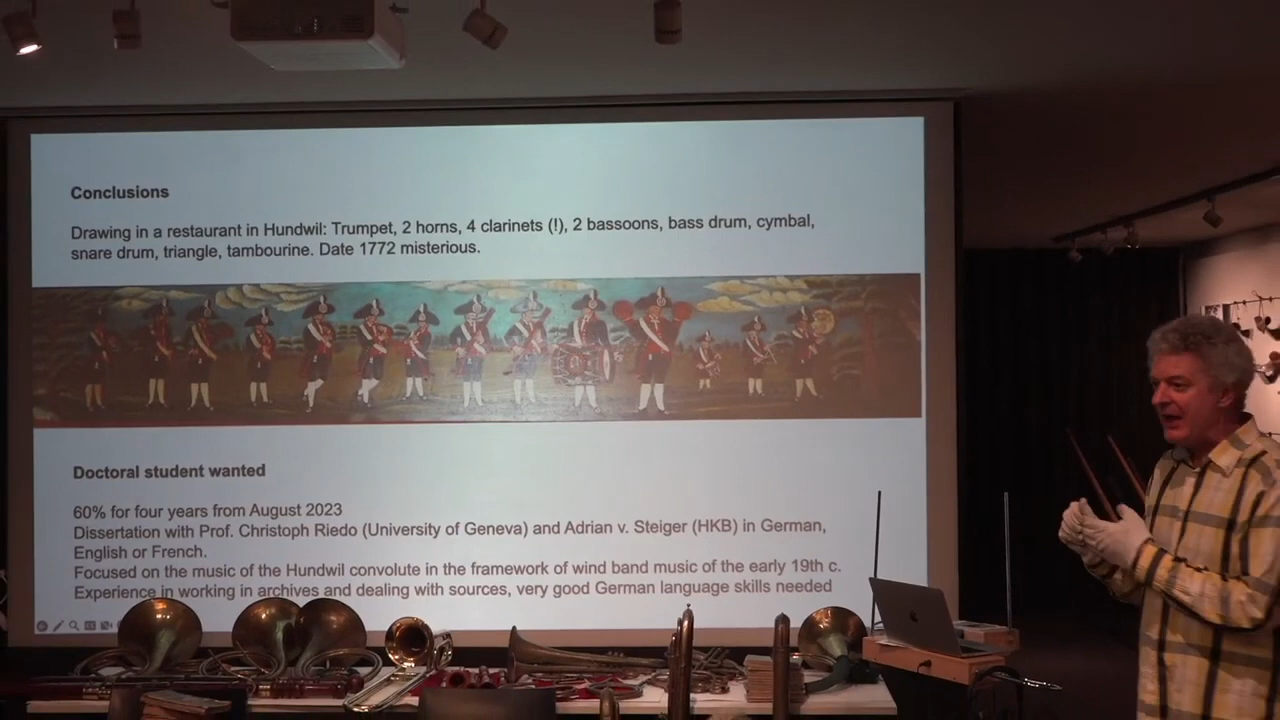 Conclusions
Drawing in a restaurant in Hundwil: Trumpet, 2 horns, 4 clarinets (!), 2 bassoons, bass drum, cymbal,
snare drum, triangle, tambourine. Date 1772 misterious.
Doctoral student wanted
60% for four years from August 2023
Dissertation with Prof. Christoph Riedo (University of Geneva) and Adrian v. Steiger (HKB) in German,
English or French.
Focused on the music of the Hundwil convolute in the framework of wind band music of the early 19th c.
Experience in working in archives and dealing with sources, very good German language skills needed